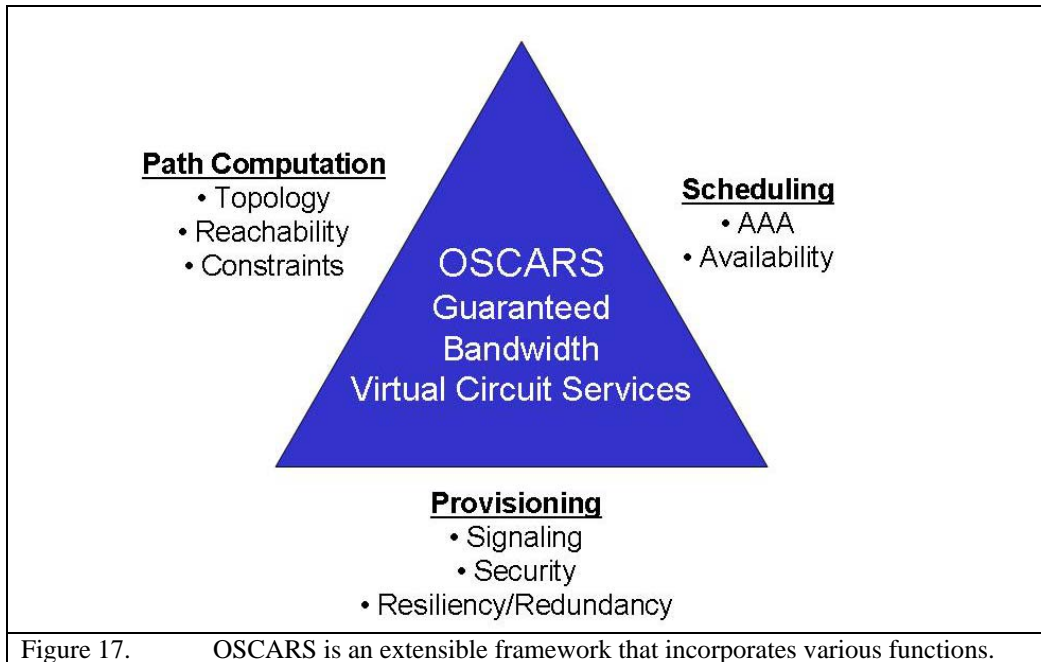 Path Computation
• Topology
• Reachability
• Constraints
Scheduling
• AAA
• Availability
OSCARS
Guaranteed
Bandwidth
Virtual Circuit Services
Provisioning
• Signaling
• Security
• Resiliency/Redundancy
Figure 17. OSCARS is an extensible framework that incorporates various functions.